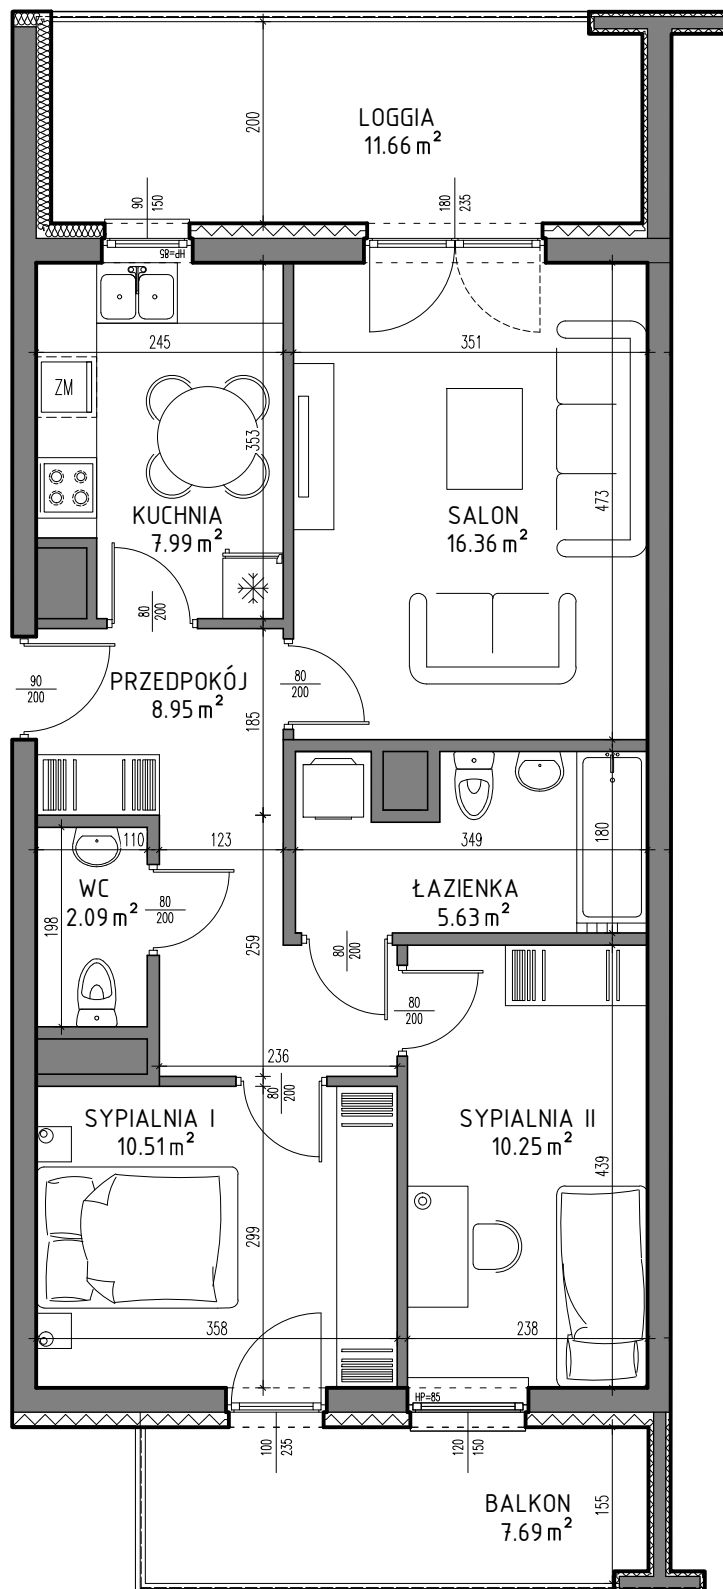 LOGGIA
11.66 m²
200
90
150
180
235
HP=85
245
351
ZM
353
473
KUCHNIA
7.99 m²
SALON
16.36 m²
80
200
90
200
PRZEDPOKÓJ
8.95 m²
80
200
185
110
123
349
180
WC
2.09 m²
80
200
ŁAZIENKA
5.63 m²
198
259
80
200
80
200
236
80
200
SYPIALNIA I
10.51 m²
SYPIALNIA II
10.25 m²
439
299
358
238
HP=85
100
235
120
150
BALKON
7.69 m²
155